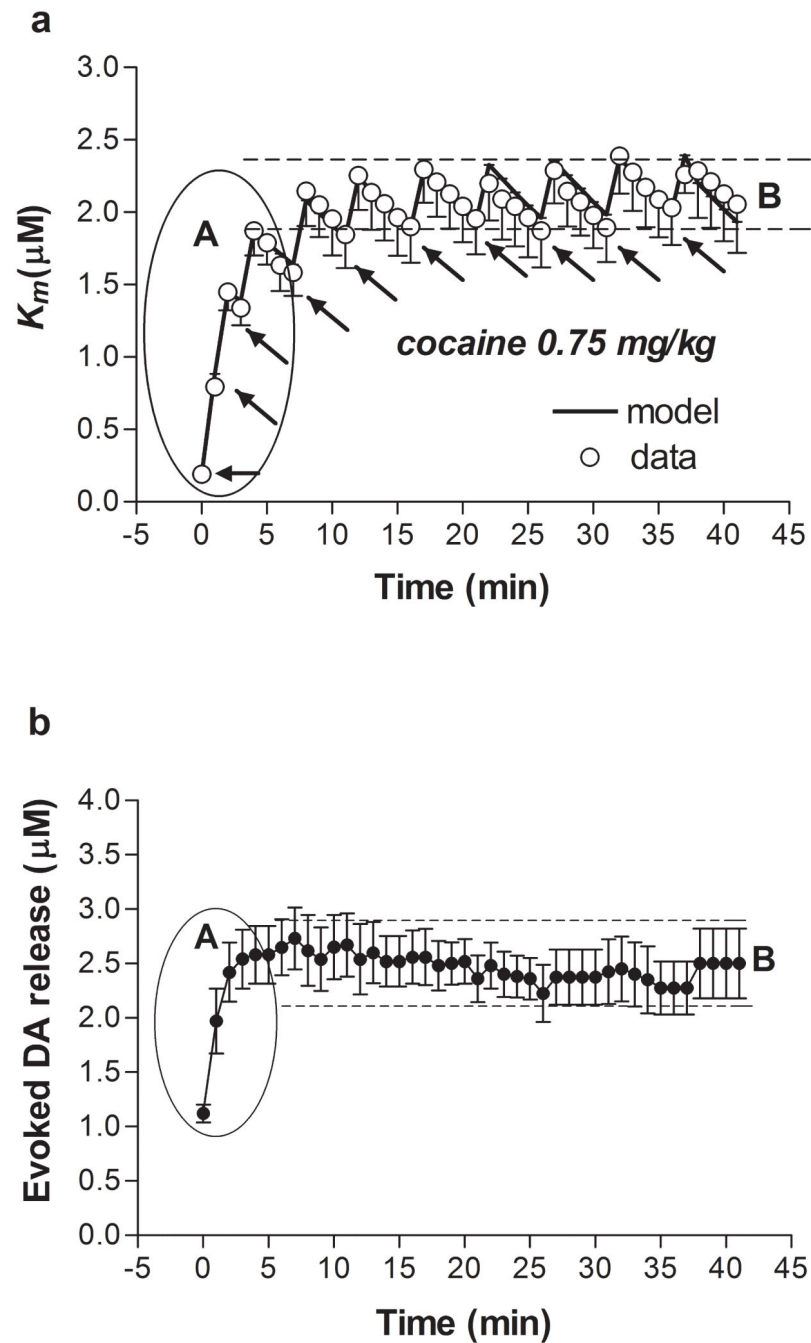 a
3.0
2.5
2.0
1.5
1.0
0.5
0.0
Km(μM)
A
B
cocaine 0.75 mg/kg
model
data
-5 0 5 10 15 20 25 30 35 40 45
Time (min)
b
4.0
3.5
3.0
2.5
2.0
1.5
1.0
0.5
0.0
Evoked DA release (μM)
A
B
-5 0 5 10 15 20 25 30 35 40 45
Time (min)